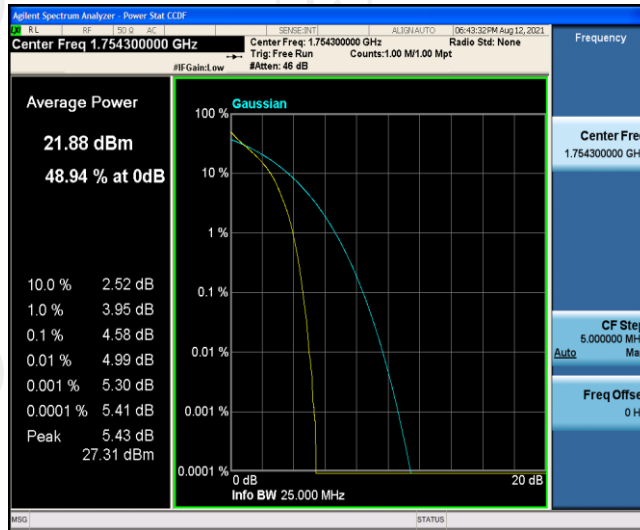 Agilent Spectrum Analyzer - Power Stat CCDF
RL RF 50 Ω AC SENSE:INT ALIGNAUTO 06:43:32PM Aug 12, 2021
Center Freq 1.754300000 GHz
Center Freq: 1.754300000 GHz Radio Std: None
Trig: Free Run Counts:1.00 M/1.00 Mpt
#IFGain:Low #Atten: 46 dB
Frequency
Average Power
21.88 dBm
48.94 % at 0dB
10.0 % 2.52 dB
1.0 % 3.95 dB
0.1 % 4.58 dB
0.01 % 4.99 dB
0.001 % 5.30 dB
0.0001 % 5.41 dB
Peak 5.43 dB
27.31 dBm
Gaussian
100 %
10 %
1 %
0.1 %
0.01 %
0.001 %
0.0001 %
0 dB 20 dB
Info BW 25.000 MHz
Center Fre
1.754300000 GH
CF Step
5.000000 MH
Auto Ma
Freq Offse
0 H
MSG STATUS